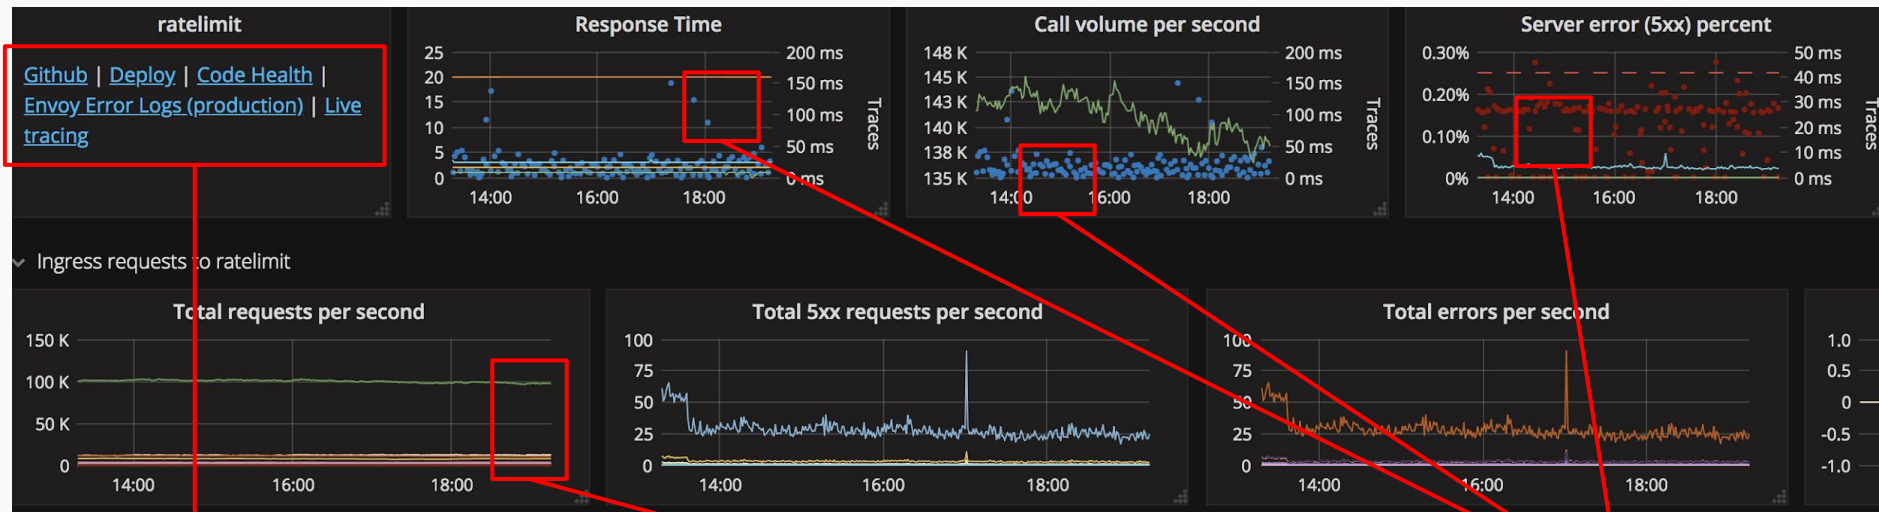 ratelimit
Github | Deploy | Code Health |
Envoy Error Logs (production) | Live
tracing
Response Time
25
20
15
10
5
0
200 ms
150 ms
100 ms
50 ms
0 ms
Traces
14:00
16:00
18:00
Call volume per second
148 K
145 K
143 K
140 K
138 K
135 K
200 ms
150 ms
100 ms
50 ms
0 ms
Traces
14:00
16:00
18:00
Server error (5xx) percent
0.30%
0.20%
0.10%
0%
50 ms
40 ms
30 ms
20 ms
10 ms
0 ms
Traces
14:00
16:00
18:00
Ingress requests to ratelimit
Total requests per second
150 K
100 K
50 K
0
14:00
16:00
18:00
Total 5xx requests per second
100
75
50
25
0
14:00
16:00
18:00
Total errors per second
100
75
50
25
0
14:00
16:00
18:00
1.0
0.5
0
-0.5
-1.0